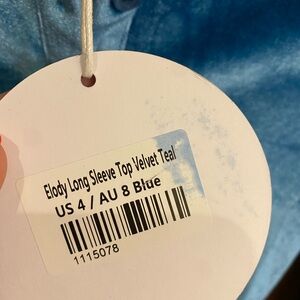 Elody Long Sleeve Top Velvet Teal
US 4 / AU 8 Blue
1115078